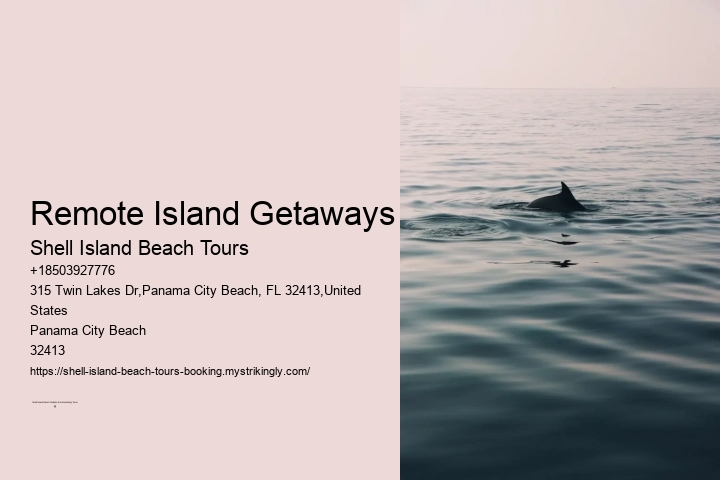 Remote Island Getaways
Shell Island Beach Tours
+18503927776
315 Twin Lakes Dr,Panama City Beach, FL 32413,United
States
Panama City Beach
32413
https://shell-island-beach-tours-booking.mystrikingly.com/